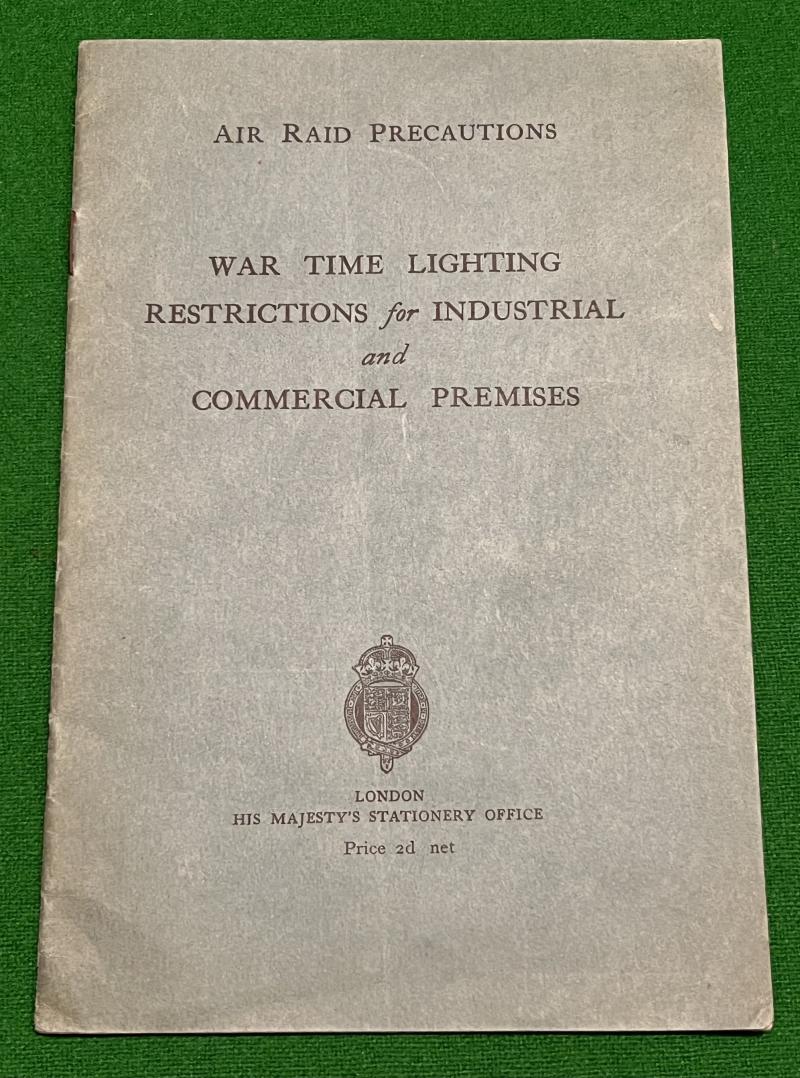 AIR RAID PRECAUTIONS
WAR TIME LIGHTING
RESTRICTIONS for INDUSTRIAL
and
COMMERCIAL PREMISES
LONDON
HIS MAJESTY'S STATIONERY OFFICE
Price 2d net